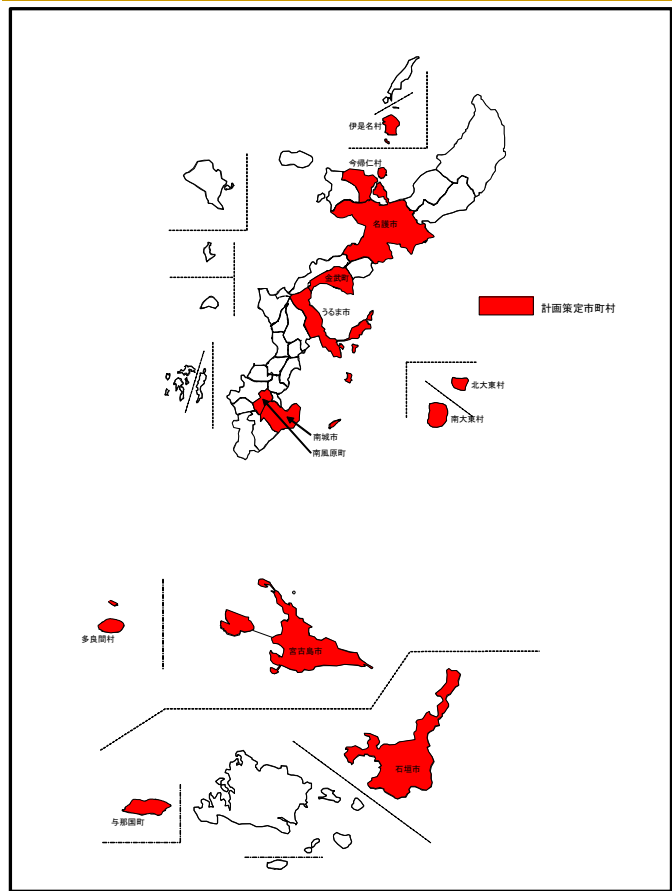 伊是名村
今帰仁村
名護市
金武町
うるま市
計画策定市町村
北大東村
南大東村
南城市
南風原町
多良間村
宮古島市
石垣市
与那国町